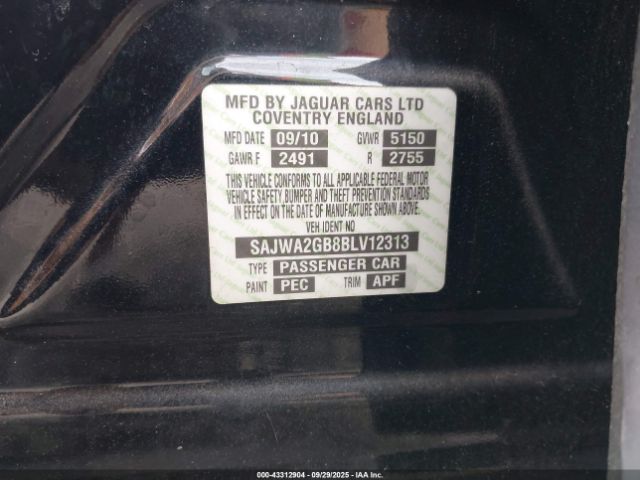 MFD BY JAGUAR CARS LTD
COVENTRY ENGLAND
MFD DATE 09/10 GVWR 5150
GAWR F 2491 R 2755
THIS VEHICLE CONFORMS TO ALL APPLICABLE FEDERAL MOTOR
VEHICLE SAFETY, BUMPER AND THEFT PREVENTION STANDARDS
IN EFFECT ON THE DATE OF MANUFACTURE SHOWN ABOVE.
VEH IDENT NO
SAJWA2GB8BLV12313
TYPE PASSENGER CAR
PAINT PEC TRIM APF
00-43312904 - 09/29/2025 - IAA Inc.